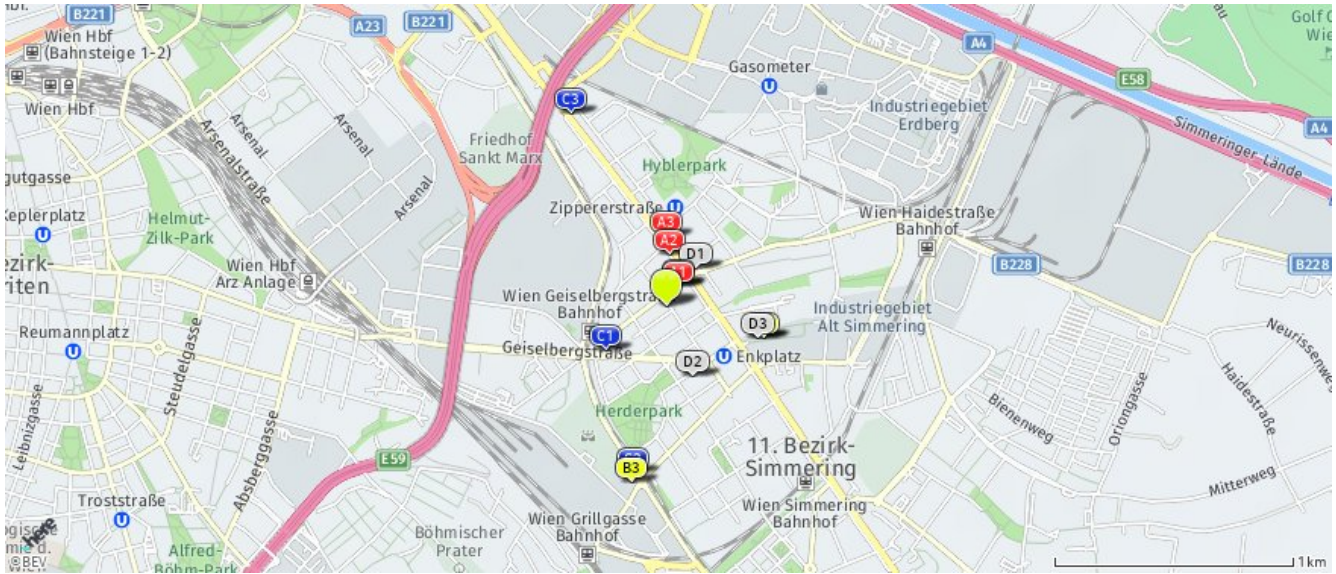 B221
A23
B221
Wien Hbf
(Bahnsteige 1-2)
Wien Hbf
Arsenalstraße
Arsenal
Arsenal
Arsenal
Friedhof
Sankt Marx
C3
Gasometer
A4
E58
Golf C
Wie
Industriegebiet
Erdberg
Simmeringer Lände
A4
gutgasse
Keplerplatz
Helmut-
Zilk-Park
Hyblerpark
Zippererstraße
A3
A2
D1
A1
Wien Haidestraße
Bahnhof
B228
B228
ezirk-
riten
Wien Hbf
Arz Anlage
Wien Geiselbergstra
Bahnhof
C1
Geiselbergstraße
D3
D2
Enkplatz
Industriegebiet
Alt Simmering
Reumannplatz
Steudelgasse
Leibnizgasse
Absberggasse
Neurissenweg
Haidestraße
Oriongasse
Bienenweg
Mitterweg
Herderpark
B3
11. Bezirk-
Simmering
E59
Troststraße
Wien Simmering
Bahnhof
Wien Grillgasse
Bahnhof
Böhmischer
Prater
Alfred-
Böhm-Park
here
©BEV
1km